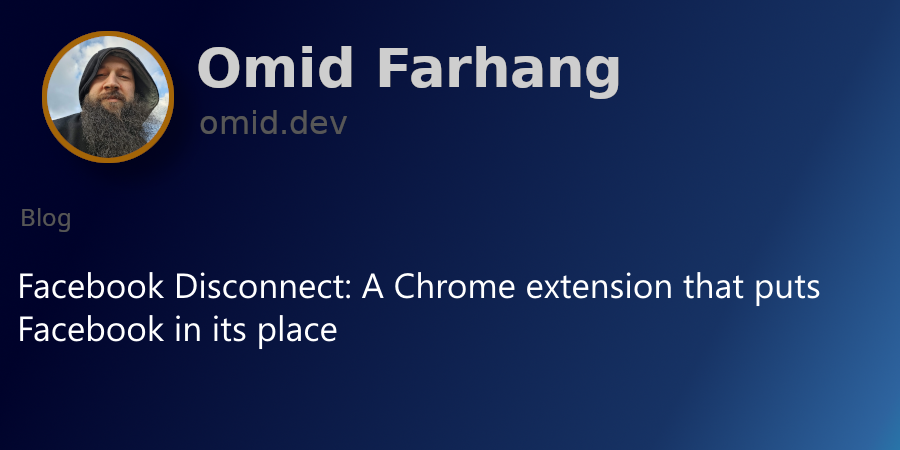 Omid Farhang
omid.dev
Blog
Facebook Disconnect: A Chrome extension that puts
Facebook in its place